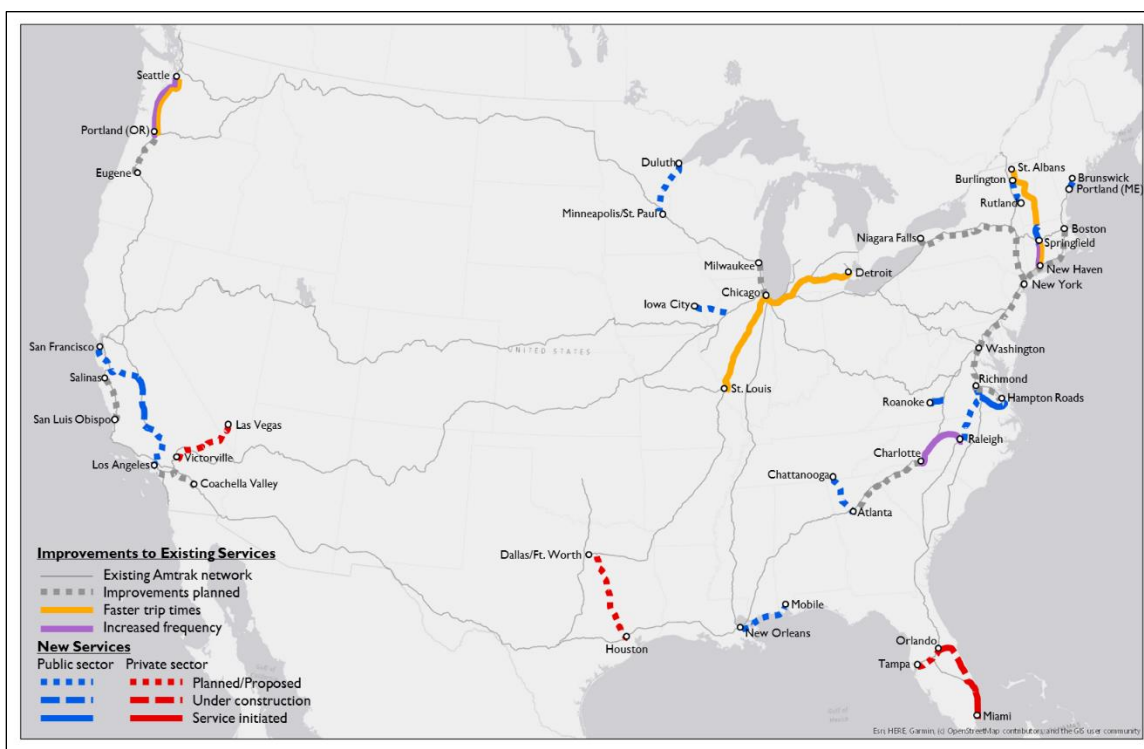 Seattle
Portland (OR)
Eugene
Duluth
Minneapolis/St. Paul
St. Albans
Burlington
Brunswick
Portland (ME)
Rutland
Boston
Niagara Falls
Springfield
Milwaukee
Detroit
New Haven
New York
Chicago
Iowa City
San Francisco
UNITED STATES
Washington
Salinas
Richmond
St. Louis
Hampton Roads
Roanoke
San Luis Obispo
Las Vegas
Raleigh
Victorville
Charlotte
Los Angeles
Chattanooga
Coachella Valley
Atlanta
Dallas/Ft. Worth
Mobile
New Orleans
Houston
Orlando
Tampa
Miami
Improvements to Existing Services
Existing Amtrak network
Improvements planned
Faster trip times
Increased frequency
New Services
Public sector Private sector
Planned/Proposed
Under construction
Service initiated
Esri, HERE, Garmin, (c) OpenStreetMap contributors, and the GIS user community